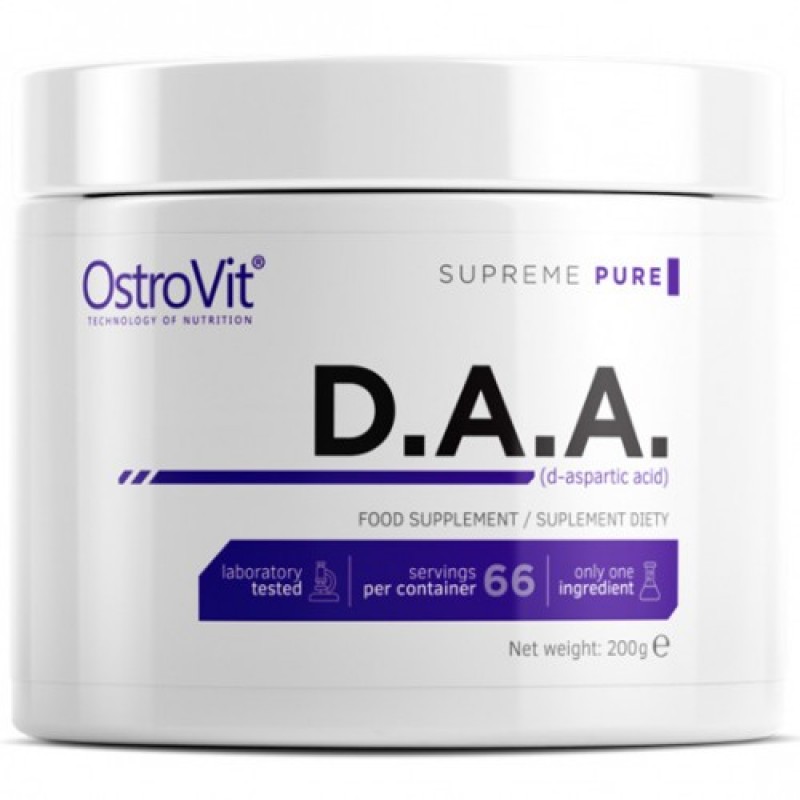 OstroVit®
TECHNOLOGY OF NUTRITION
SUPREME PURE
D.A.A.
(d-aspartic acid)
FOOD SUPPLEMENT / SUPLEMENT DIETY
laboratory
tested
servings
per container 66
only one
ingredient
Net weight: 200g ℮